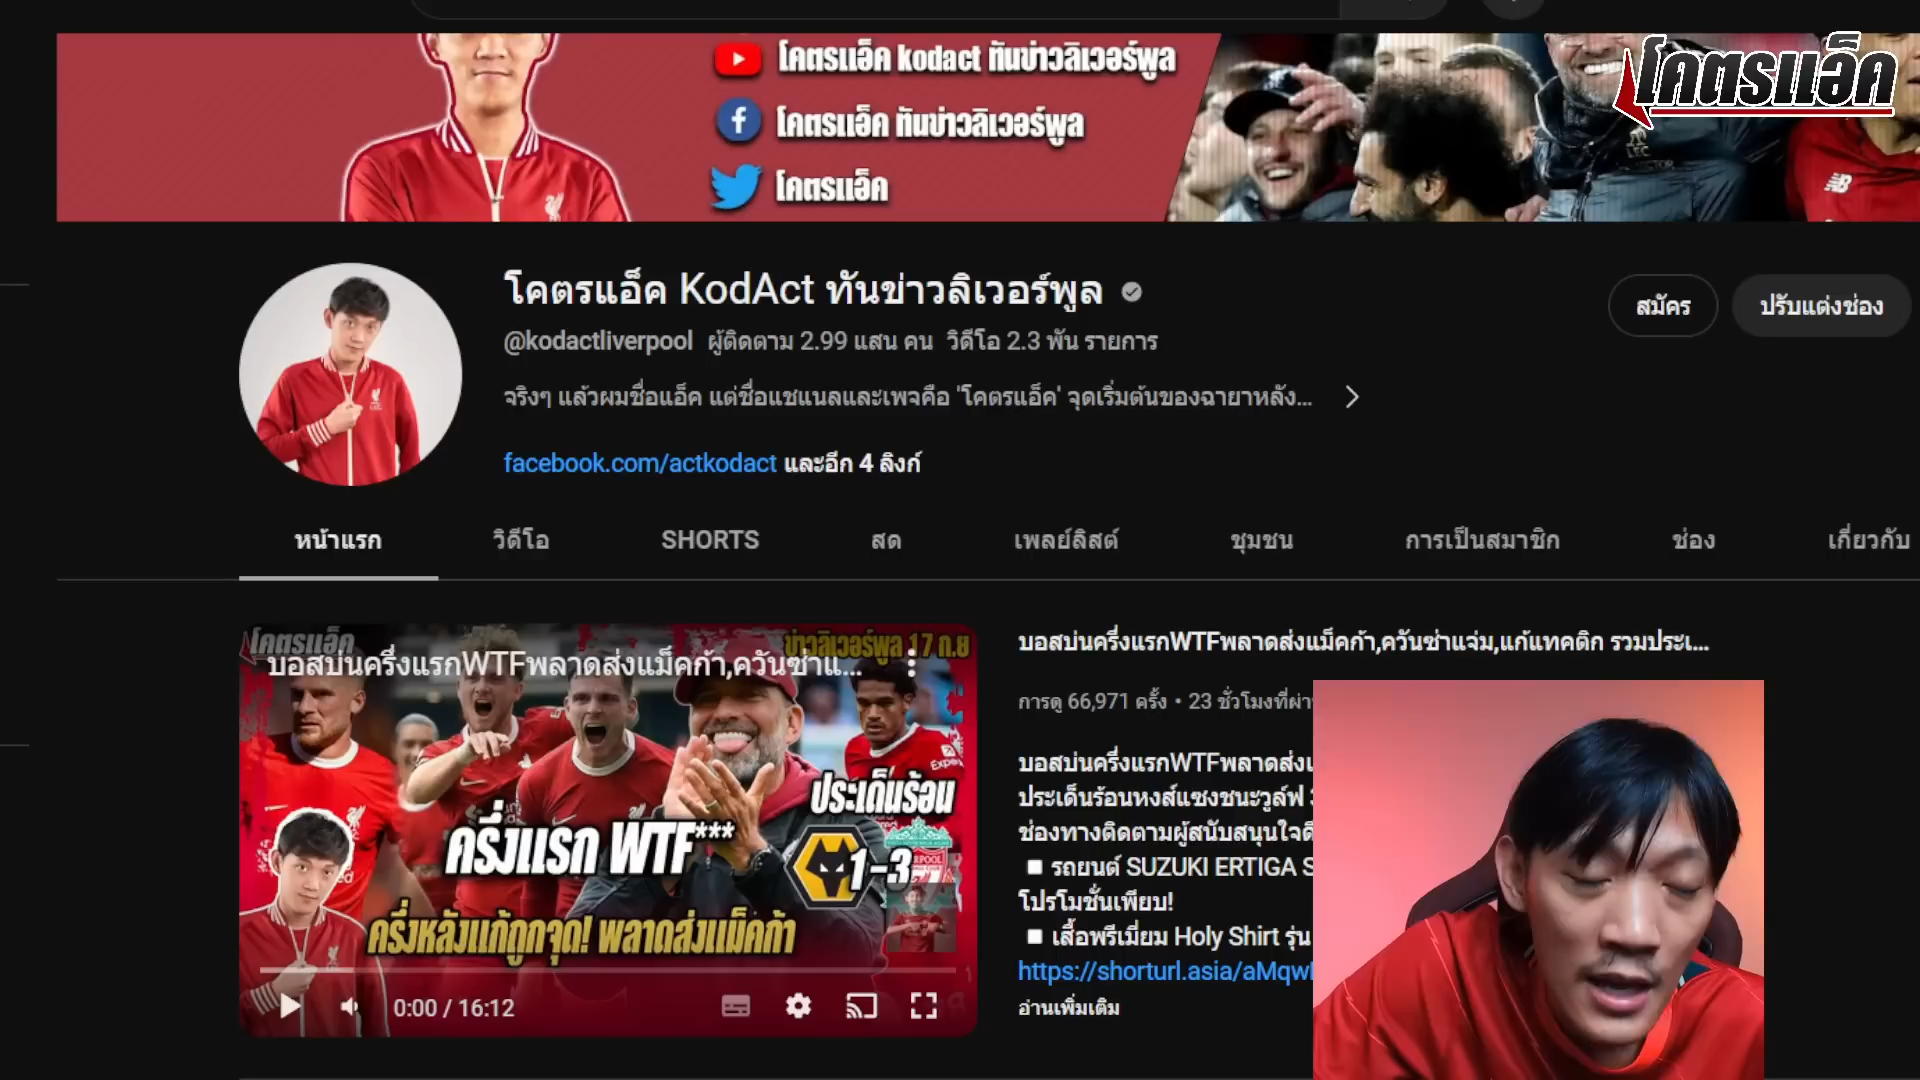 โคตรแอ็ค kodact ทันข่าวลิเวอร์พูล
โคตรแอ็ค ทันข่าวลิเวอร์พูล
โคตรแอ็ค
โคตรแอ็ค
โคตรแอ็ค KodAct ทันข่าวลิเวอร์พูล
@kodactliverpool ผู้ติดตาม 2.99 แสน คน วิดีโอ 2.3 พัน รายการ
สมัคร
ปรับแต่งช่อง
จริงๆ แล้วผมชื่อแอ็ค แต่ชื่อแชแนลและเพจคือ 'โคตรแอ็ค' จุดเริ่มต้นของฉายาหลัง...
facebook.com/actkodact และอีก 4 ลิงก์
หน้าแรก วิดีโอ SHORTS สด เพลย์ลิสต์ ชุมชน การเป็นสมาชิก ช่อง เกี่ยวกับ
โคตรแอ็ค
ข่าวลิเวอร์พูล 17 ก.ย
บอสบ่นครึ่งแรกWTFพลาดส่งแม็คก้า,ควันซ่าแ...
ประเด็นร้อน
ครึ่งแรก WTF***
1-3
ครึ่งหลังแก้ถูกจุด! พลาดส่งแม็คก้า
0:00 / 16:12
บอสบ่นครึ่งแรกWTFพลาดส่งแม็คก้า,ควันซ่าแจ่ม,แก้แทคติก รวมประเ...
การดู 66,971 ครั้ง • 23 ชั่วโมงที่ผ่า
บอสบ่นครึ่งแรกWTFพลาดส่งแ
ประเด็นร้อนหงส์แซงชนะวูล์ฟ
ช่องทางติดตามผู้สนับสนุนใจดี
รถยนต์ SUZUKI ERTIGA S
โปรโมชั่นเพียบ!
เสื้อพรีเมี่ยม Holy Shirt รุ่น
https://shorturl.asia/aMqw
อ่านเพิ่มเติม